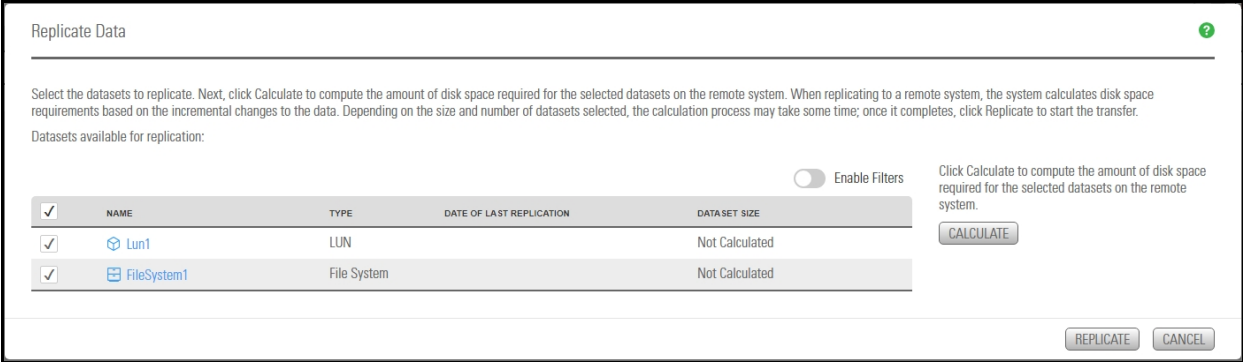 Replicate Data
?
Select the datasets to replicate. Next, click Calculate to compute the amount of disk space required for the selected datasets on the remote system. When replicating to a remote system, the system calculates disk space
requirements based on the incremental changes to the data. Depending on the size and number of datasets selected, the calculation process may take some time; once it completes, click Replicate to start the transfer.
Datasets available for replication:
Enable Filters
NAME TYPE DATE OF LAST REPLICATION DATASET SIZE
Lun1 LUN Not Calculated
FileSystem1 File System Not Calculated
Click Calculate to compute the amount of disk space
required for the selected datasets on the remote
system.
CALCULATE
REPLICATE CANCEL